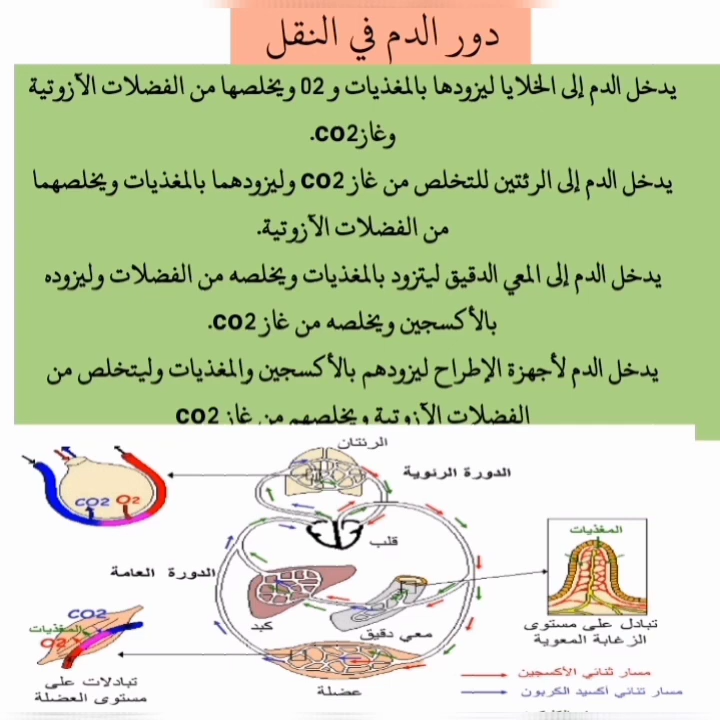 دور الدم في النقل
يدخل الدم إلى الخلايا ليزودها بالمغذيات و O2 ويخلصها من الفضلات الآزوتية
وغازco2.
يدخل الدم إلى الرئتين للتخلص من غاز co2 وليزودهما بالمغذيات ويخلصهما
من الفضلات الآزوتية.
يدخل الدم إلى المعي الدقيق ليتزود بالمغذيات ويخلصه من الفضلات وليزوده
بالأكسجين ويخلصه من غاز co2.
يدخل الدم لأجهزة الإطراح ليزودهم بالأكسجين والمغذيات وليتخلص من
الفضلات الآزوتية ويخلصهم من غاز co2
الرئتان
الدورة الرئوية
CO2 O2
قلب
المغذيات
الدورة العامة
كبد
معي دقيق
تبادل على مستوى
الزغابة المعوية
CO2
المغذيات
O2
عضلة
تبادلات على
مستوى العضلة
مسار ثنائي الأكسجين
مسار ثنائي أكسيد الكربون